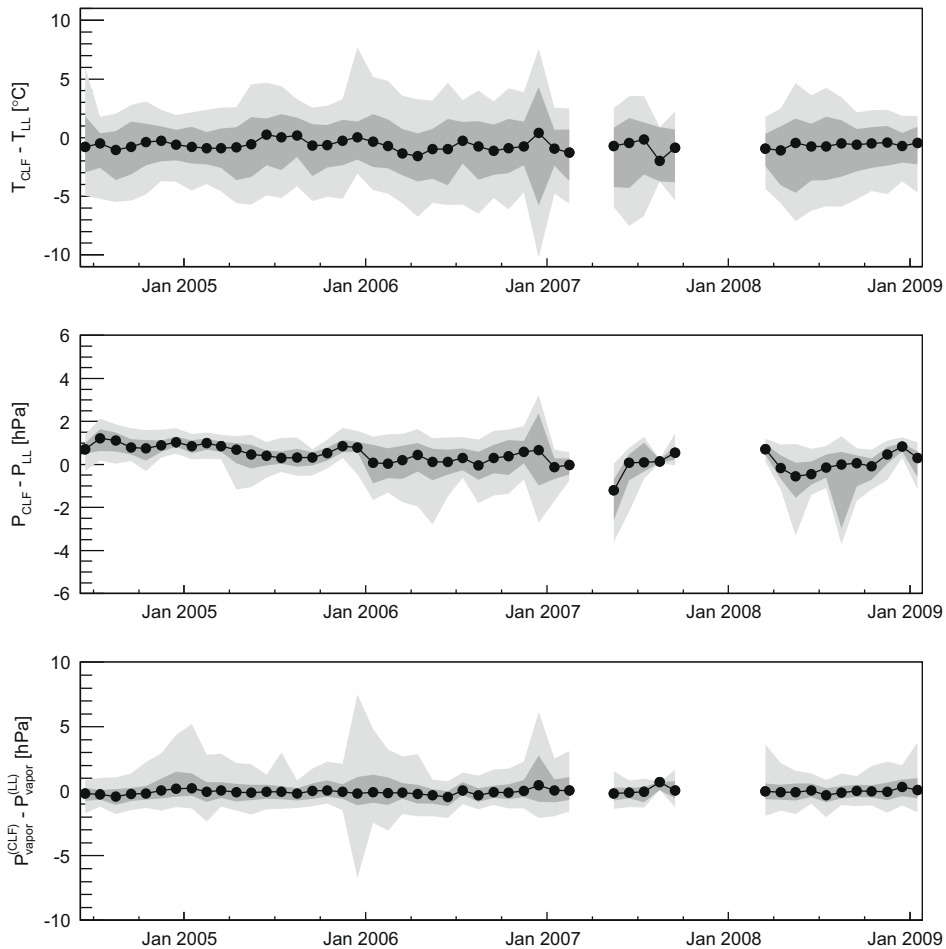 10
5
0
-5
-10
T_CLF - T_LL [°C]
Jan 2005 Jan 2006 Jan 2007 Jan 2008 Jan 2009
6
4
2
0
-2
-4
-6
P_CLF - P_LL [hPa]
Jan 2005 Jan 2006 Jan 2007 Jan 2008 Jan 2009
10
5
0
-5
-10
P_vapor^(CLF) - P_vapor^(LL) [hPa]
Jan 2005 Jan 2006 Jan 2007 Jan 2008 Jan 2009